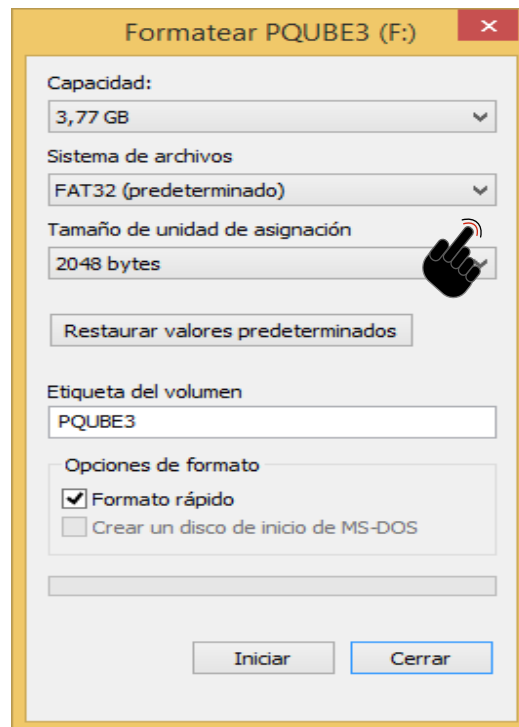 Formatear PQUBE3 (F:)
Capacidad:
3,77 GB
Sistema de archivos
FAT32 (predeterminado)
Tamaño de unidad de asignación
2048 bytes
Restaurar valores predeterminados
Etiqueta del volumen
PQUBE3
Opciones de formato
Formato rápido
Crear un disco de inicio de MS-DOS
Iniciar
Cerrar